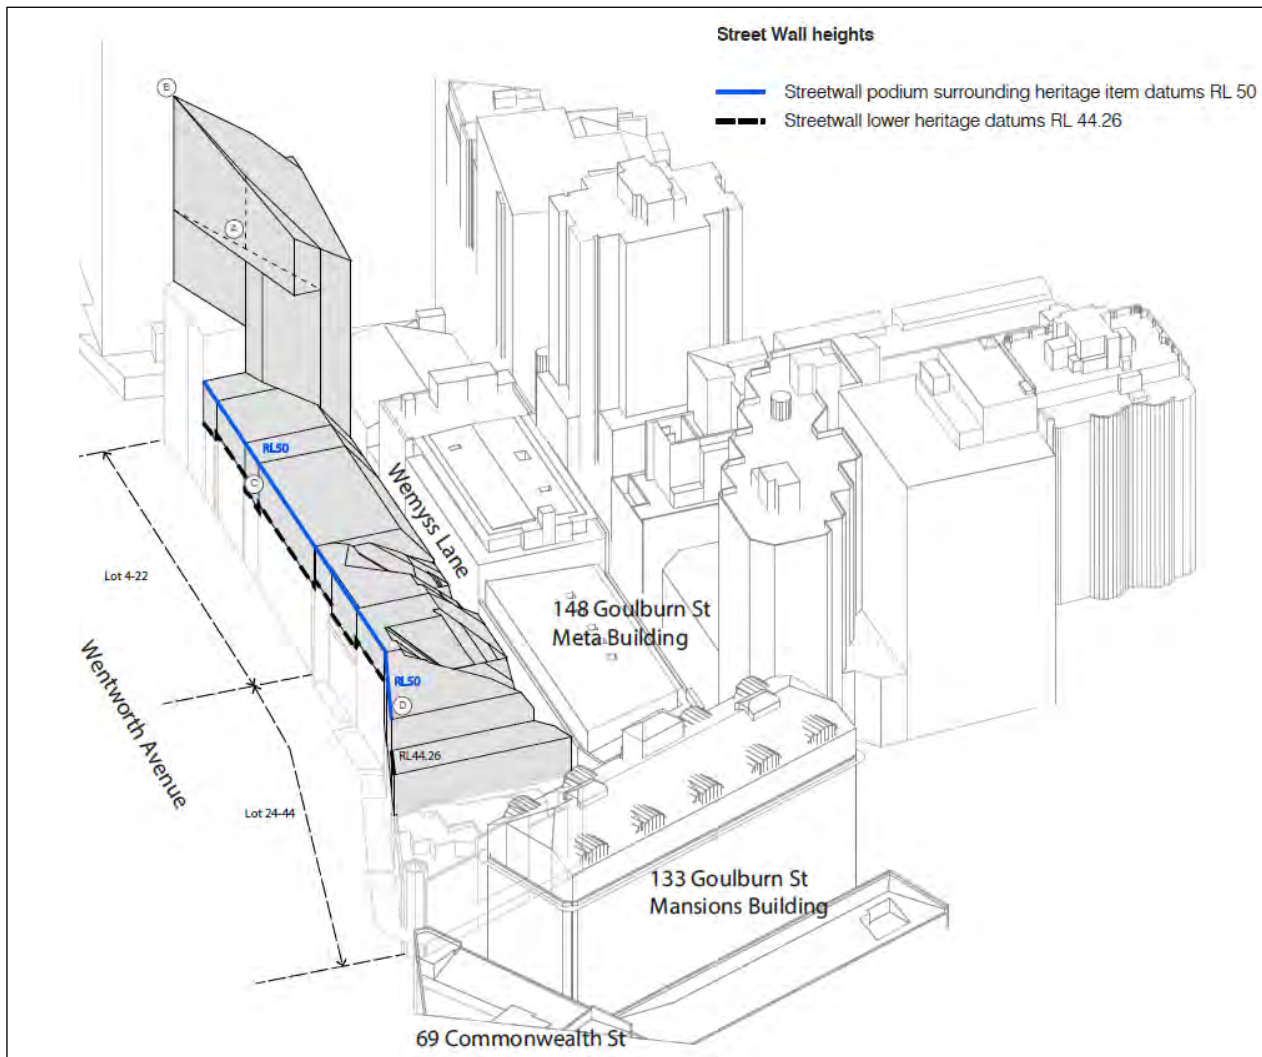 Street Wall heights
Streetwall podium surrounding heritage item datums RL 50
Streetwall lower heritage datums RL 44.26
B
A
RL50
C
Wemyss Lane
Lot 4-22
148 Goulburn St
Meta Building
Wentworth Avenue
RL50
D
RL44.26
Lot 24-44
133 Goulburn St
Mansions Building
69 Commonwealth St